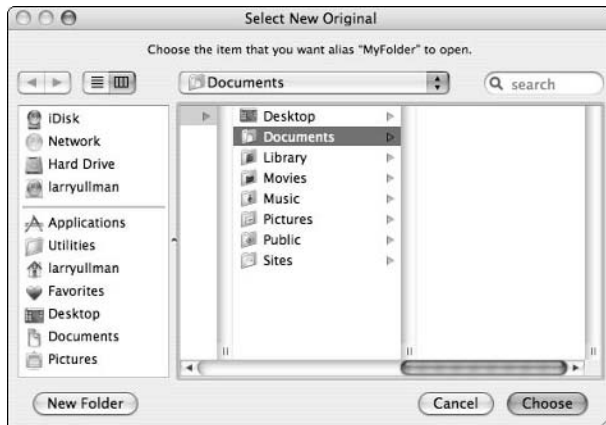 Select New Original
Choose the item that you want alias "MyFolder" to open.
Documents
search
iDisk
Network
Hard Drive
larryullman
Applications
Utilities
larryullman
Favorites
Desktop
Documents
Pictures
Desktop
Documents
Library
Movies
Music
Pictures
Public
Sites
New Folder
Cancel
Choose